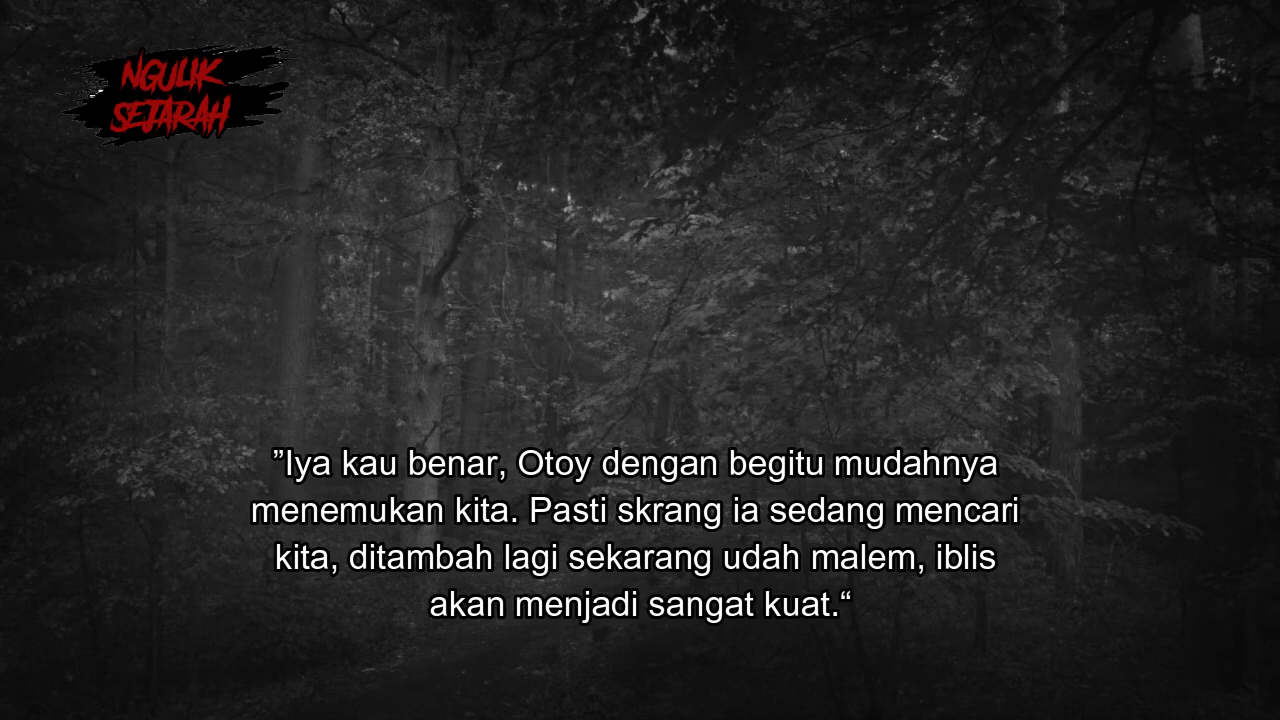 NGULIK
SEJARAH
”Iya kau benar, Otoy dengan begitu mudahnya
menemukan kita. Pasti skrang ia sedang mencari
kita, ditambah lagi sekarang udah malem, iblis
akan menjadi sangat kuat.“